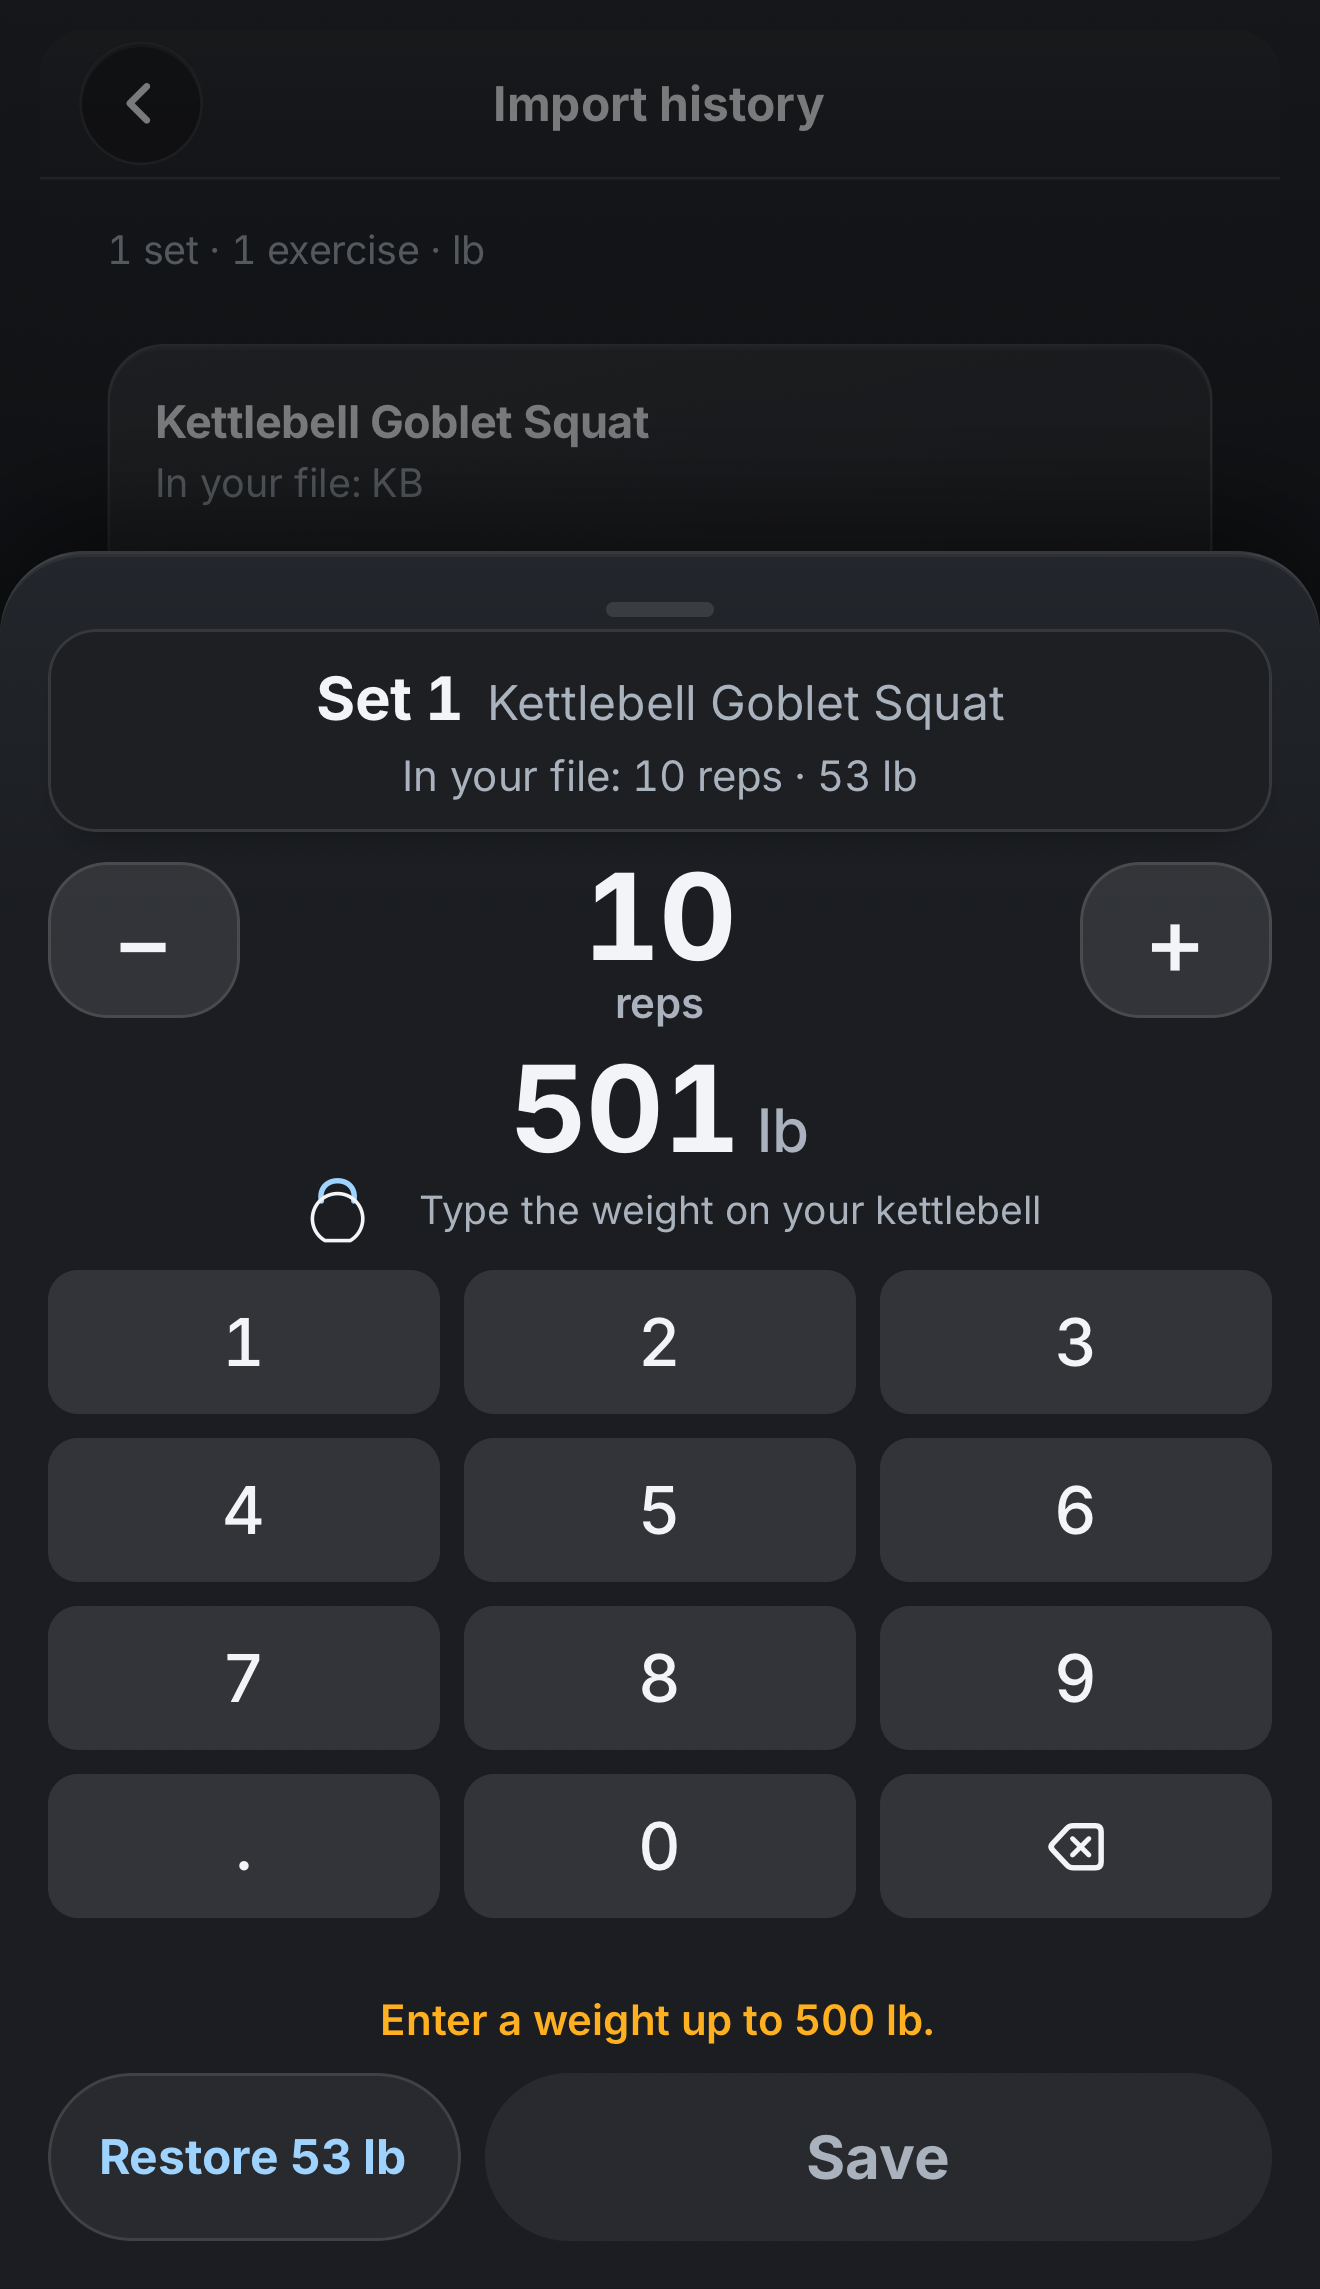 Import history
1 set · 1 exercise · lb
Kettlebell Goblet Squat
In your file: KB
Set 1 Kettlebell Goblet Squat
In your file: 10 reps · 53 lb
− 10 +
reps
501 lb
Type the weight on your kettlebell
1 2 3
4 5 6
7 8 9
. 0
Enter a weight up to 500 lb.
Restore 53 lb Save